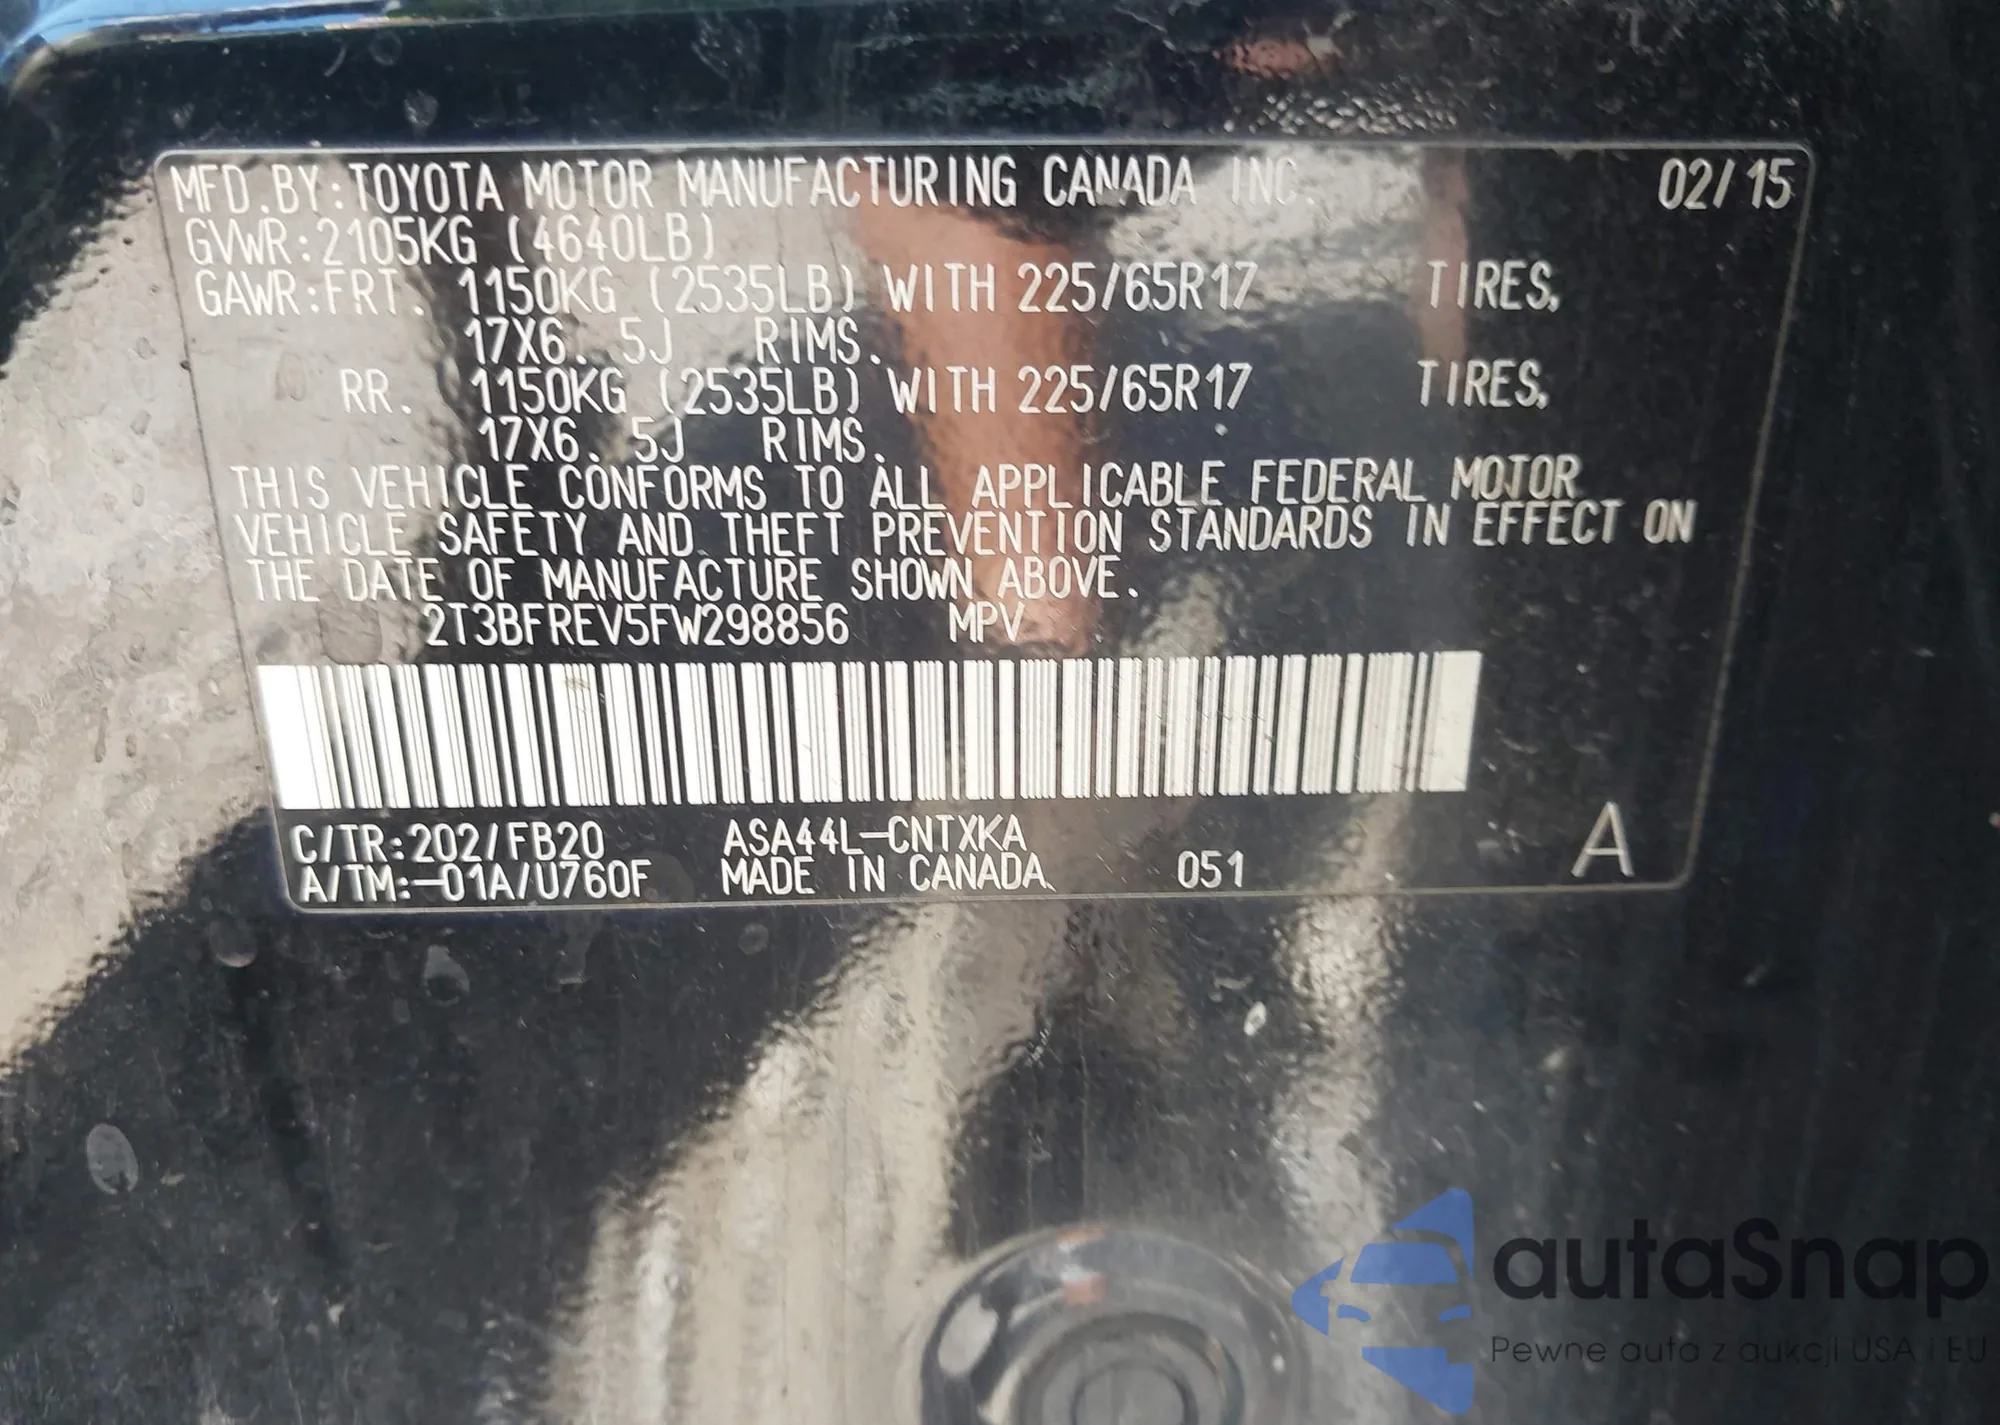 MFD.BY:TOYOTA MOTOR MANUFACTURING CANADA INC. 02/15
GVWR:2105KG (4640LB)
GAWR:FRT. 1150KG (2535LB) WITH 225/65R17 TIRES,
17X6. 5J RIMS.
RR. 1150KG (2535LB) WITH 225/65R17 TIRES,
17X6. 5J RIMS.
THIS VEHICLE CONFORMS TO ALL APPLICABLE FEDERAL MOTOR
VEHICLE SAFETY AND THEFT PREVENTION STANDARDS IN EFFECT ON
THE DATE OF MANUFACTURE SHOWN ABOVE.
2T3BFREV5FW298856 MPV
C/TR:202/FB20 ASA44L-CNTXKA
A/TM:-01A/U760F MADE IN CANADA 051 A
autaSnap
Pewne auta z aukcji USA i EU